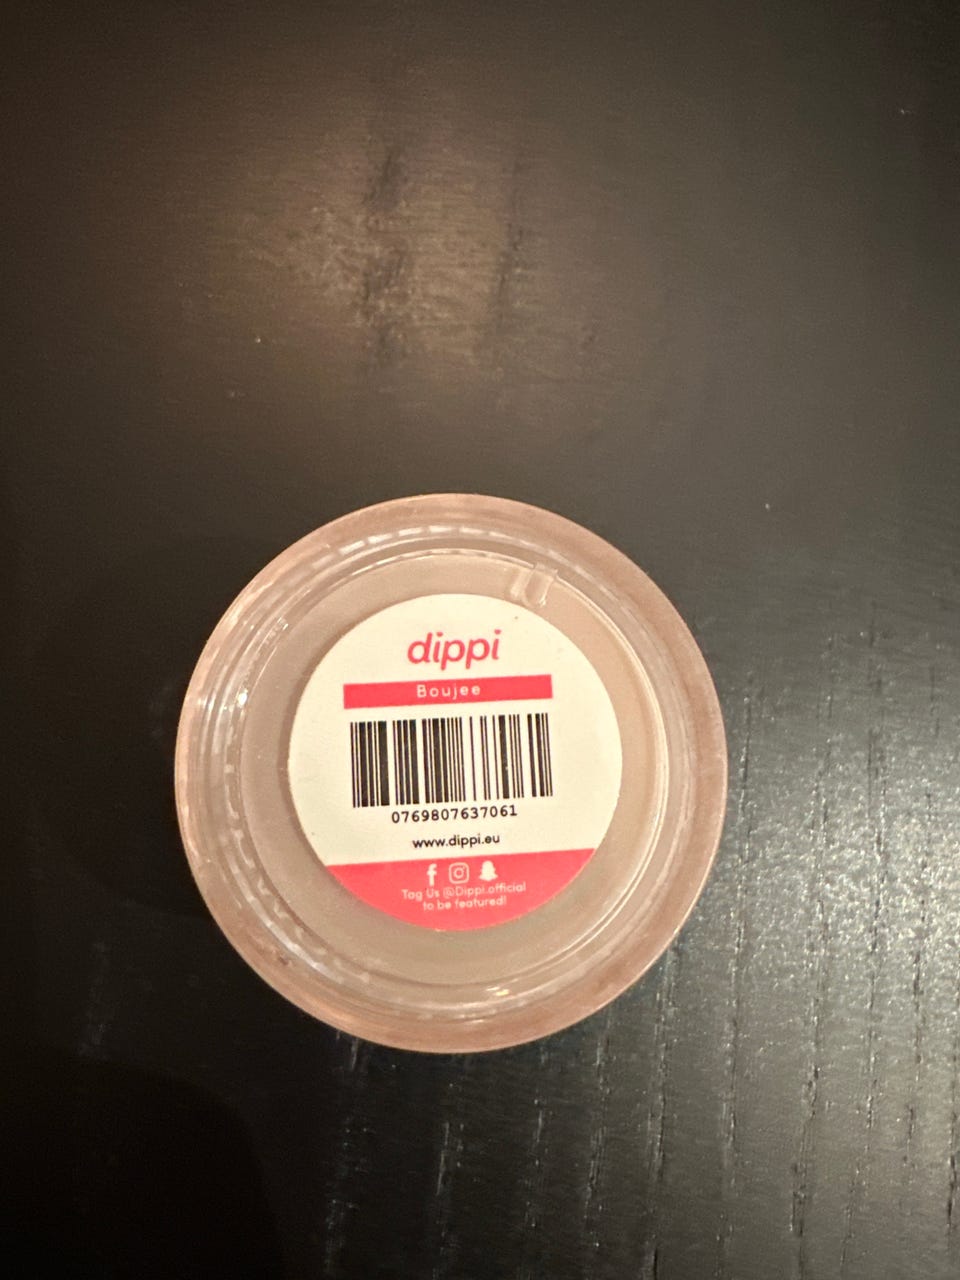 dippi
Boujee
0769807637061
www.dippi.eu
Tag Us @Dippi.official
to be featured!